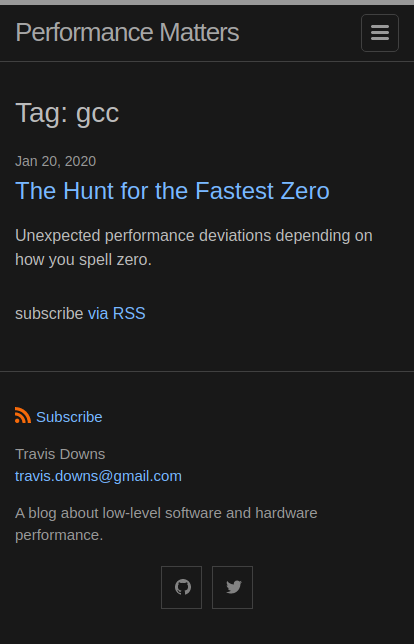 Performance Matters
Tag: gcc
Jan 20, 2020
The Hunt for the Fastest Zero
Unexpected performance deviations depending on
how you spell zero.
subscribe via RSS
Subscribe
Travis Downs
travis.downs@gmail.com
A blog about low-level software and hardware
performance.